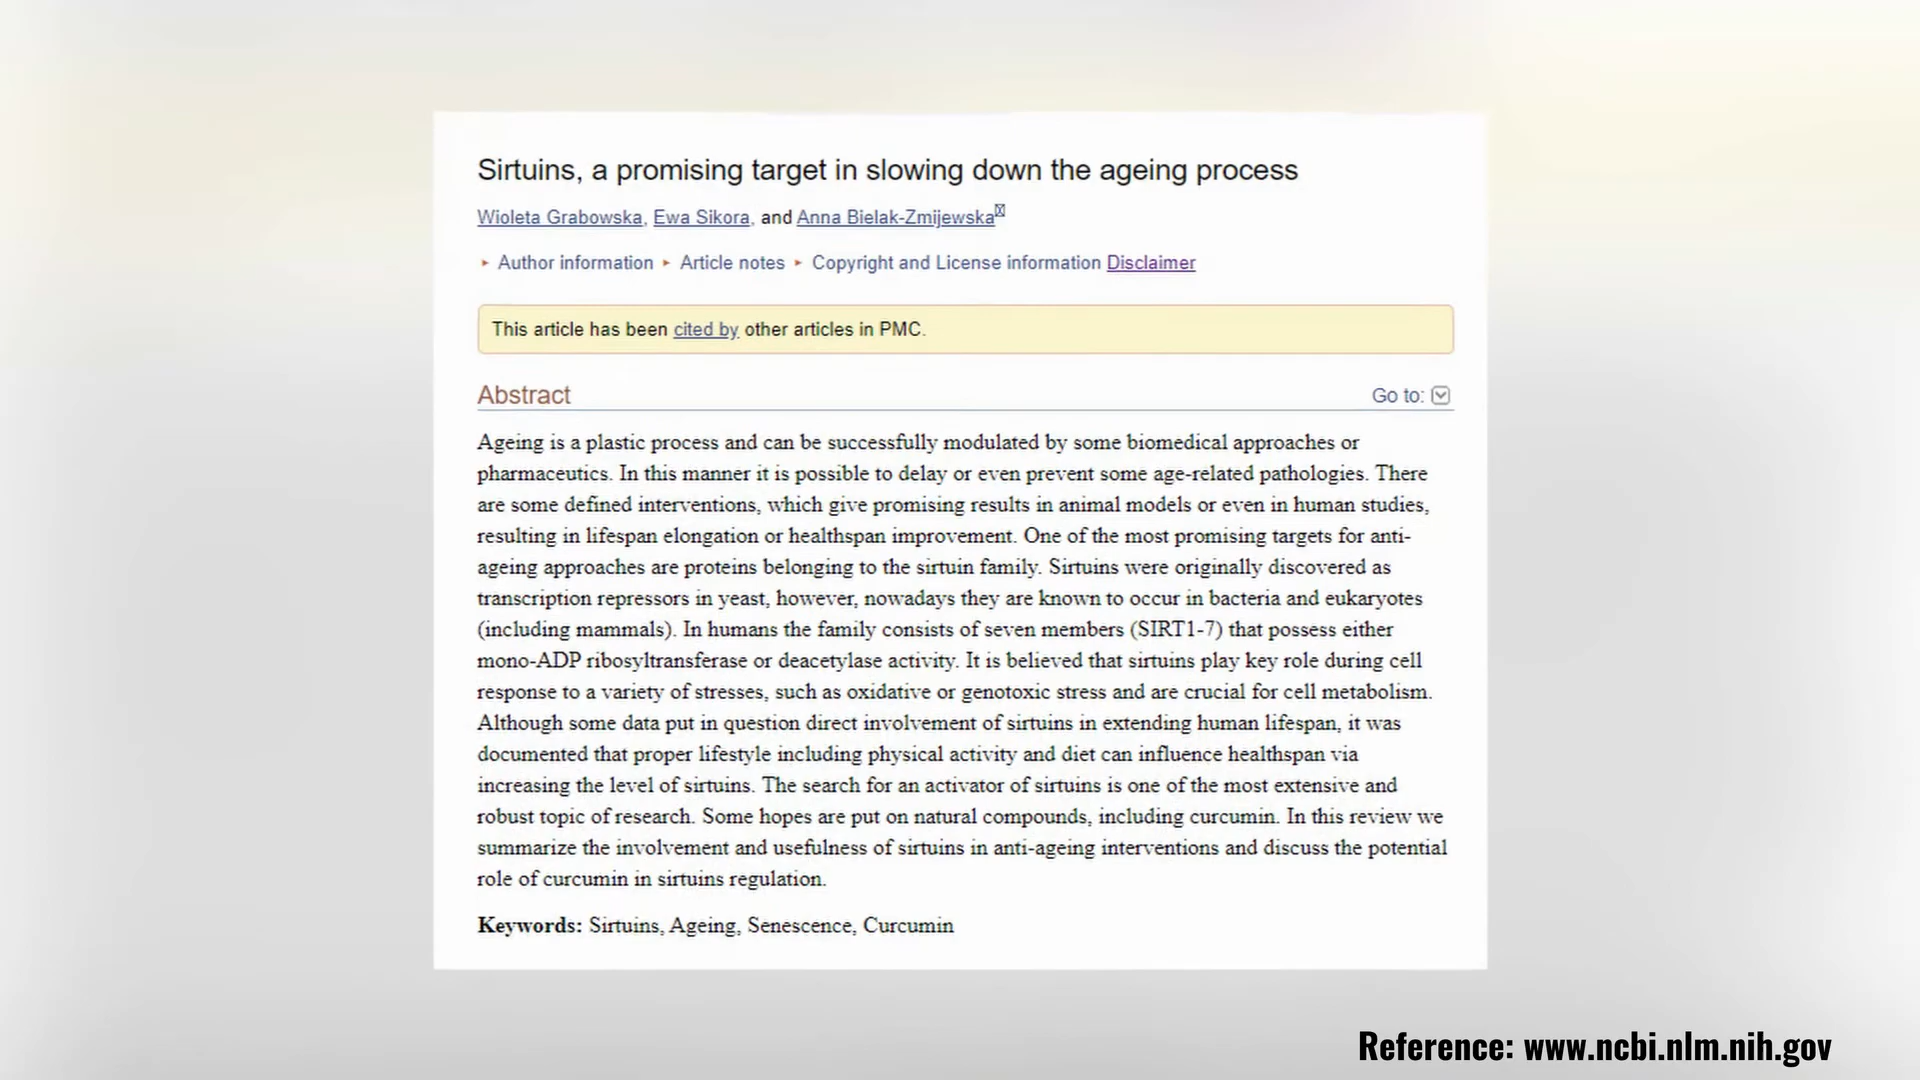 Sirtuins, a promising target in slowing down the ageing process
Wioleta Grabowska, Ewa Sikora, and Anna Bielak-Zmijewska
Author information Article notes Copyright and License information Disclaimer
This article has been cited by other articles in PMC.
Abstract Go to:
Ageing is a plastic process and can be successfully modulated by some biomedical approaches or
pharmaceutics. In this manner it is possible to delay or even prevent some age-related pathologies. There
are some defined interventions, which give promising results in animal models or even in human studies,
resulting in lifespan elongation or healthspan improvement. One of the most promising targets for anti-
ageing approaches are proteins belonging to the sirtuin family. Sirtuins were originally discovered as
transcription repressors in yeast, however, nowadays they are known to occur in bacteria and eukaryotes
(including mammals). In humans the family consists of seven members (SIRT1-7) that possess either
mono-ADP ribosyltransferase or deacetylase activity. It is believed that sirtuins play key role during cell
response to a variety of stresses, such as oxidative or genotoxic stress and are crucial for cell metabolism.
Although some data put in question direct involvement of sirtuins in extending human lifespan, it was
documented that proper lifestyle including physical activity and diet can influence healthspan via
increasing the level of sirtuins. The search for an activator of sirtuins is one of the most extensive and
robust topic of research. Some hopes are put on natural compounds, including curcumin. In this review we
summarize the involvement and usefulness of sirtuins in anti-ageing interventions and discuss the potential
role of curcumin in sirtuins regulation.
Keywords: Sirtuins, Ageing, Senescence, Curcumin
Reference: www.ncbi.nlm.nih.gov